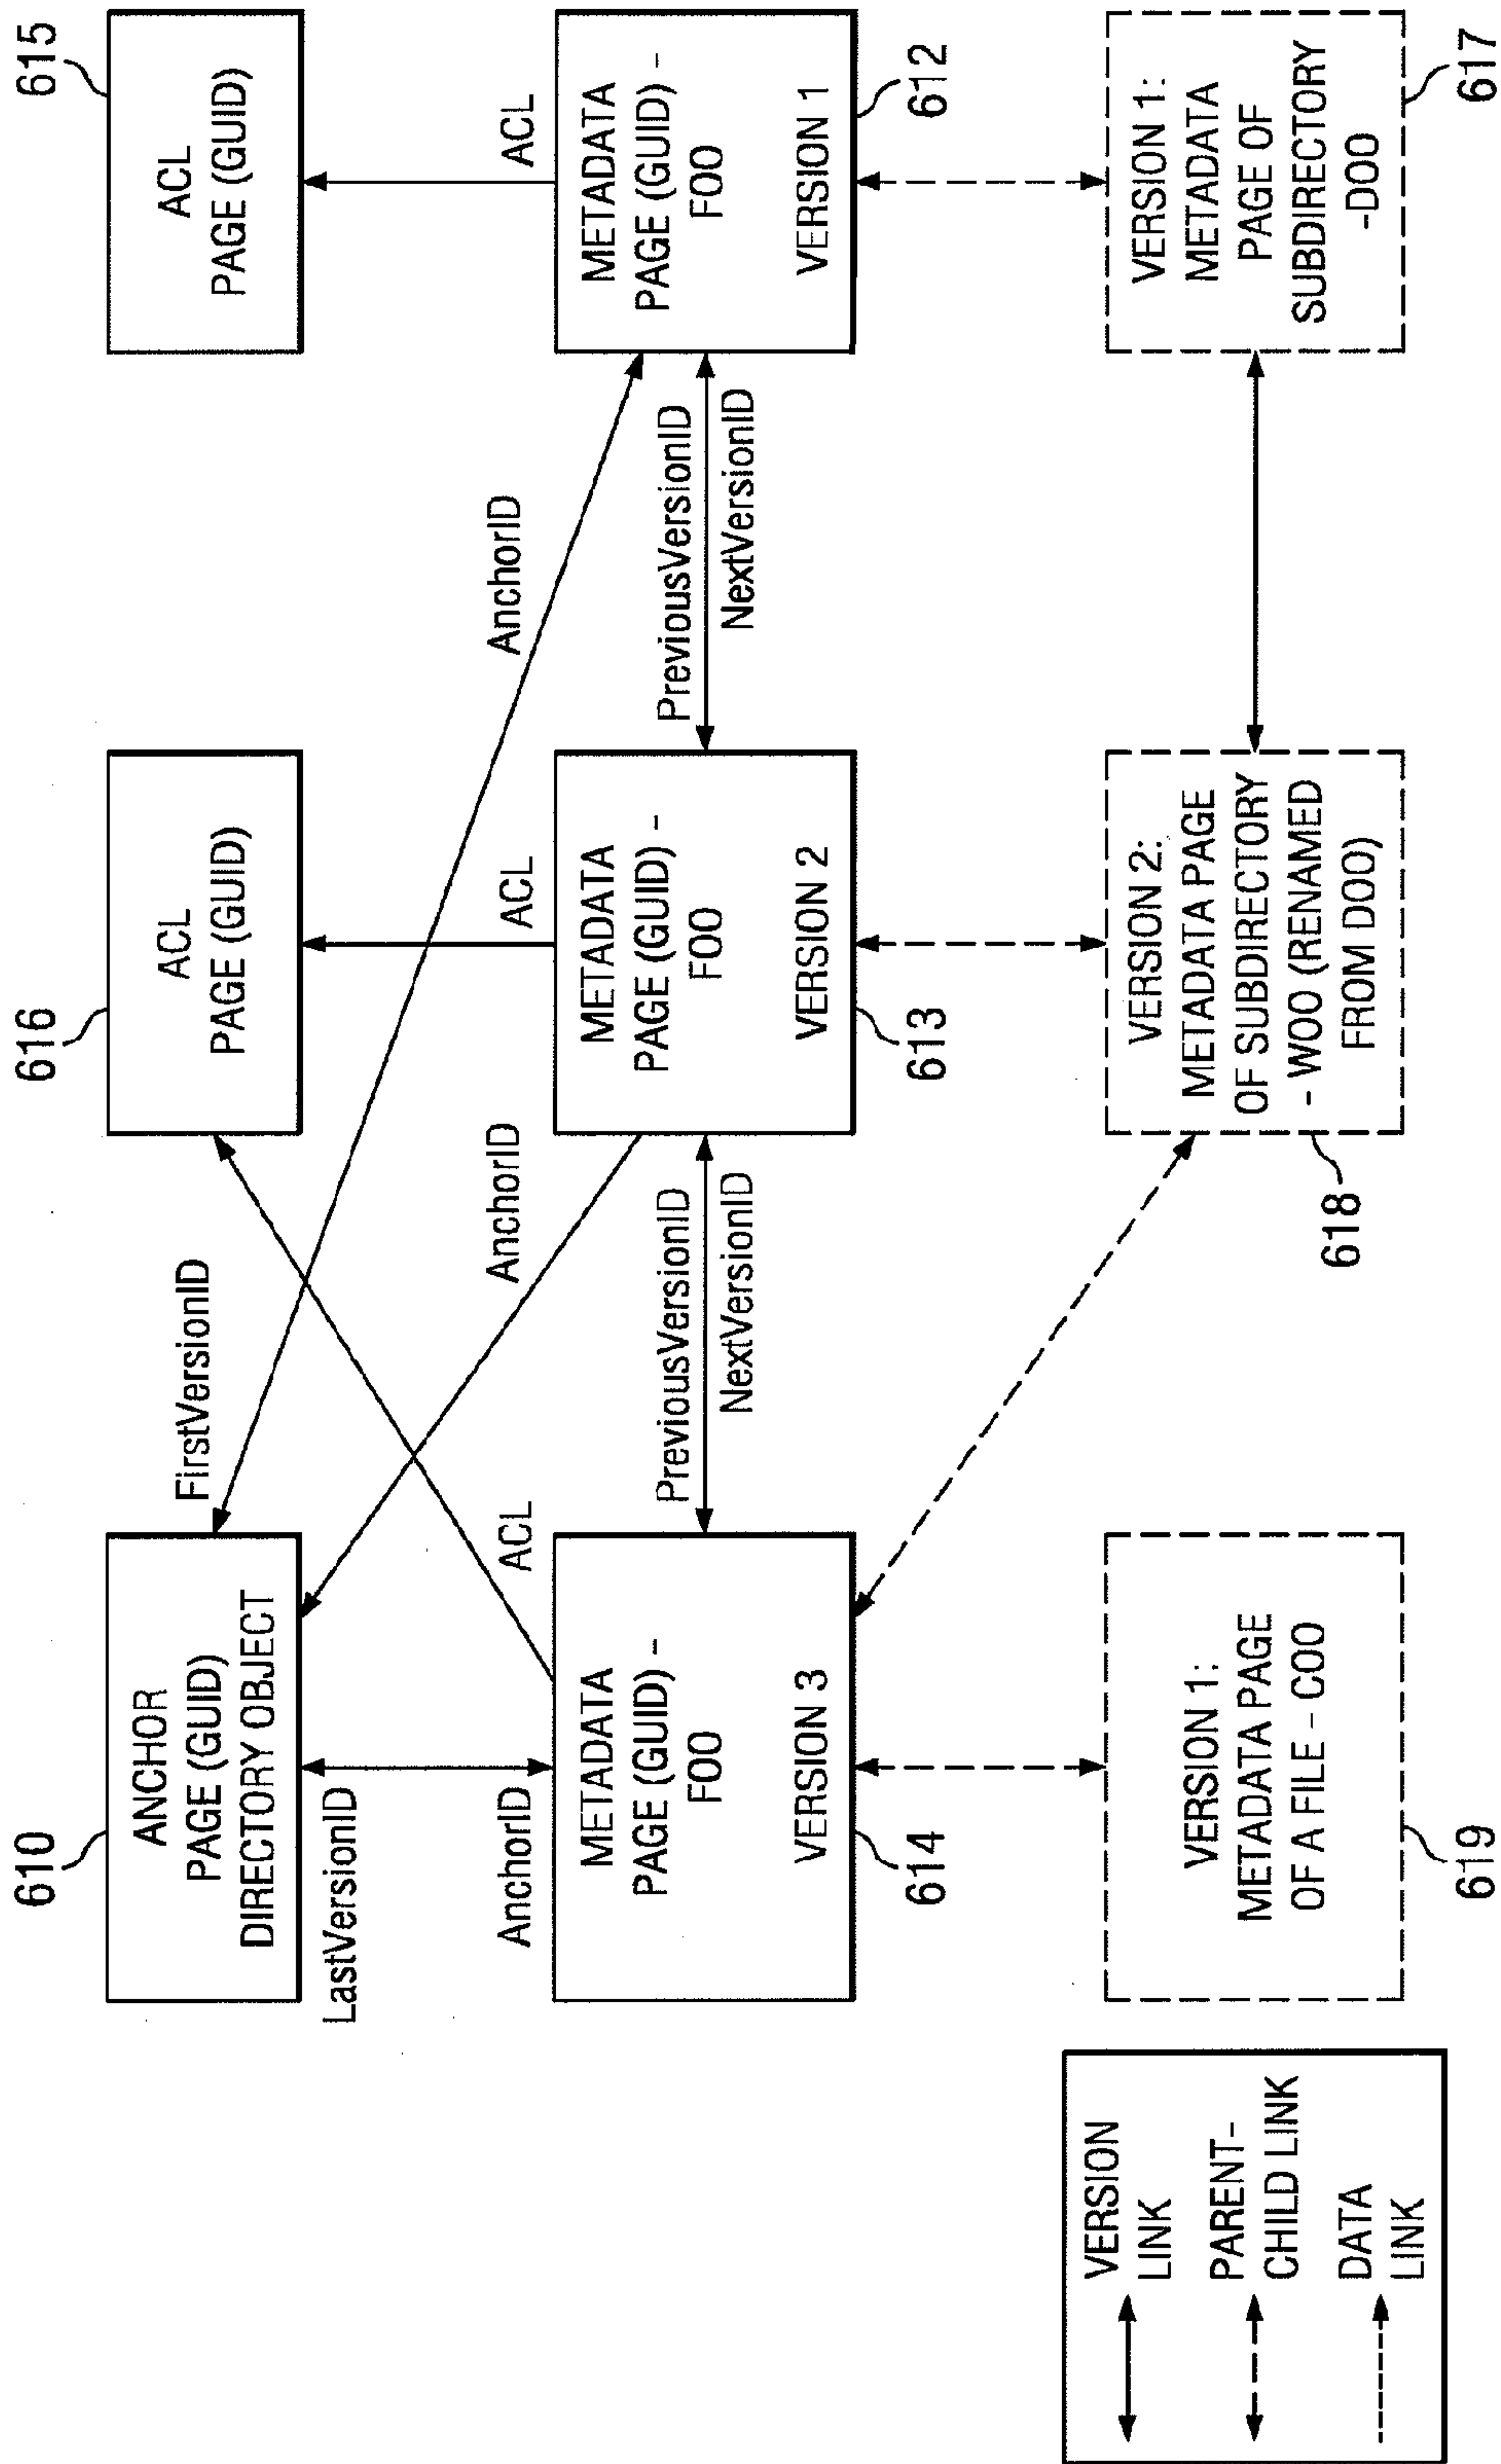 610
ANCHOR
PAGE (GUID)
DIRECTORY OBJECT
616
ACL
PAGE (GUID)
615
ACL
PAGE (GUID)
FirstVersionID
LastVersionID
AnchorID
ACL
AnchorID
ACL
AnchorID
ACL
METADATA
PAGE (GUID) -
FOO
VERSION 3
614
PreviousVersionID
NextVersionID
METADATA
PAGE (GUID) -
FOO
VERSION 2
613
PreviousVersionID
NextVersionID
METADATA
PAGE (GUID) -
FOO
VERSION 1
612
VERSION 1:
METADATA PAGE
OF A FILE - COO
619
VERSION 2:
METADATA PAGE
OF SUBDIRECTORY
- WOO (RENAMED
FROM DOO)
618
VERSION 1:
METADATA
PAGE OF
SUBDIRECTORY
-DOO
617
VERSION
LINK
PARENT-
CHILD LINK
DATA
LINK